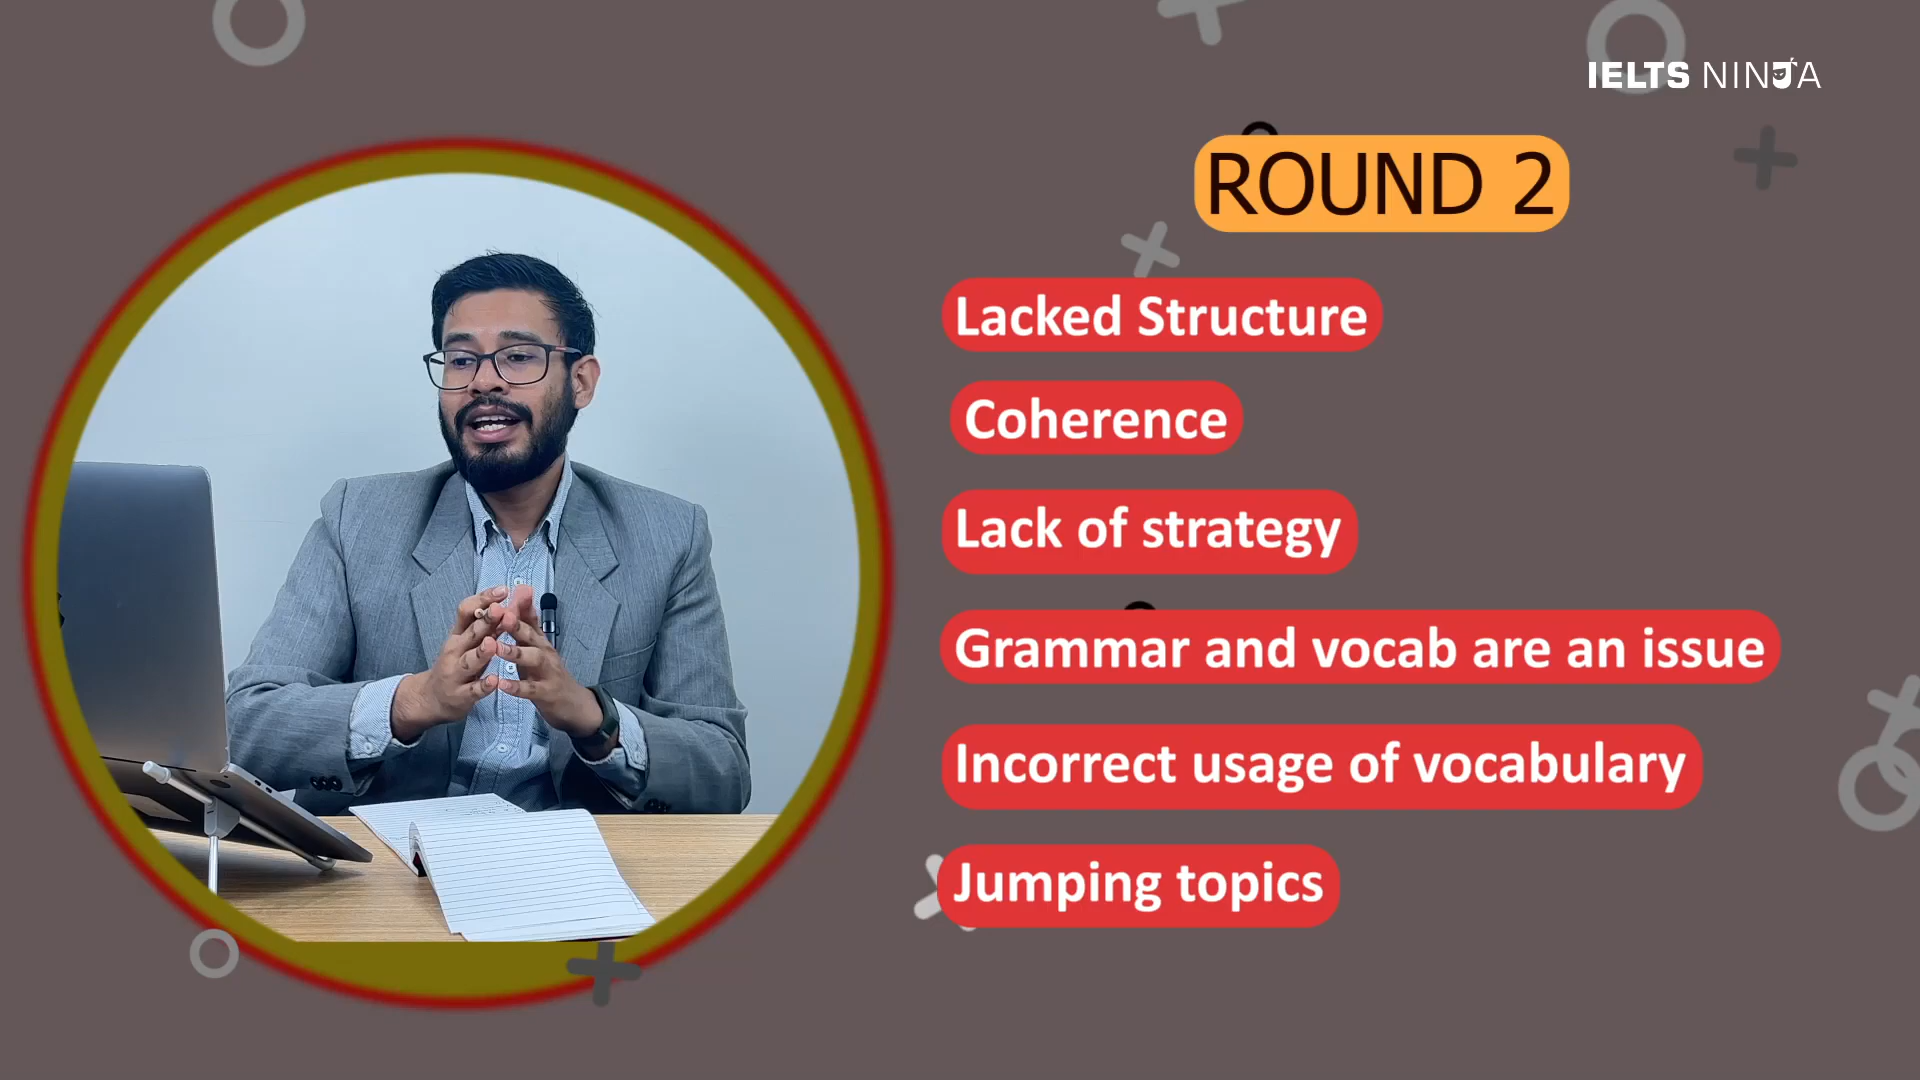 IELTS NINJA
ROUND 2
Lacked Structure
Coherence
Lack of strategy
Grammar and vocab are an issue
Incorrect usage of vocabulary
Jumping topics